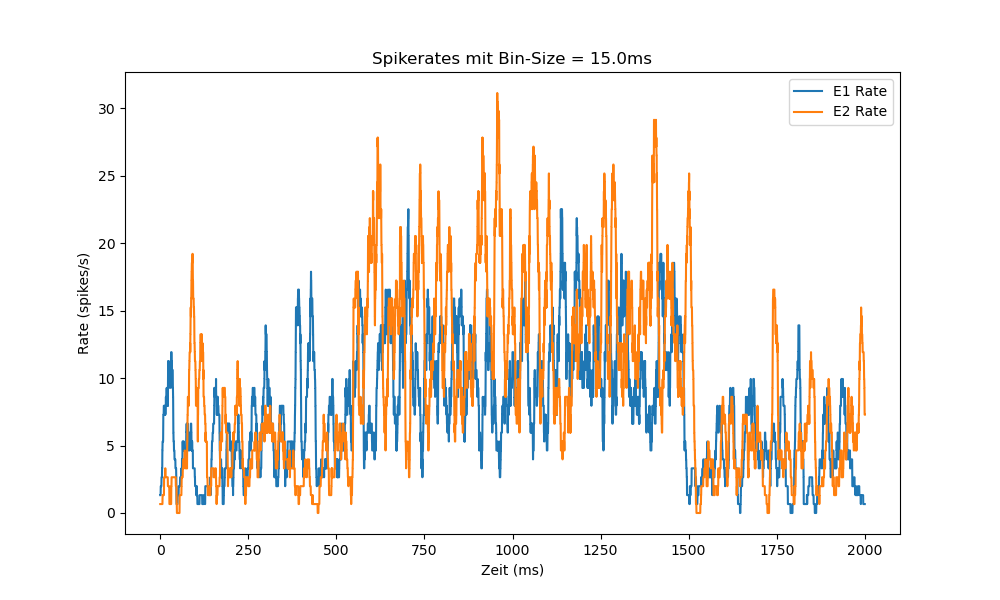 Spikerates mit Bin-Size = 15.0ms
E1 Rate
E2 Rate
Rate (spikes/s)
30
25
20
15
10
5
0
0 250 500 750 1000 1250 1500 1750 2000
Zeit (ms)